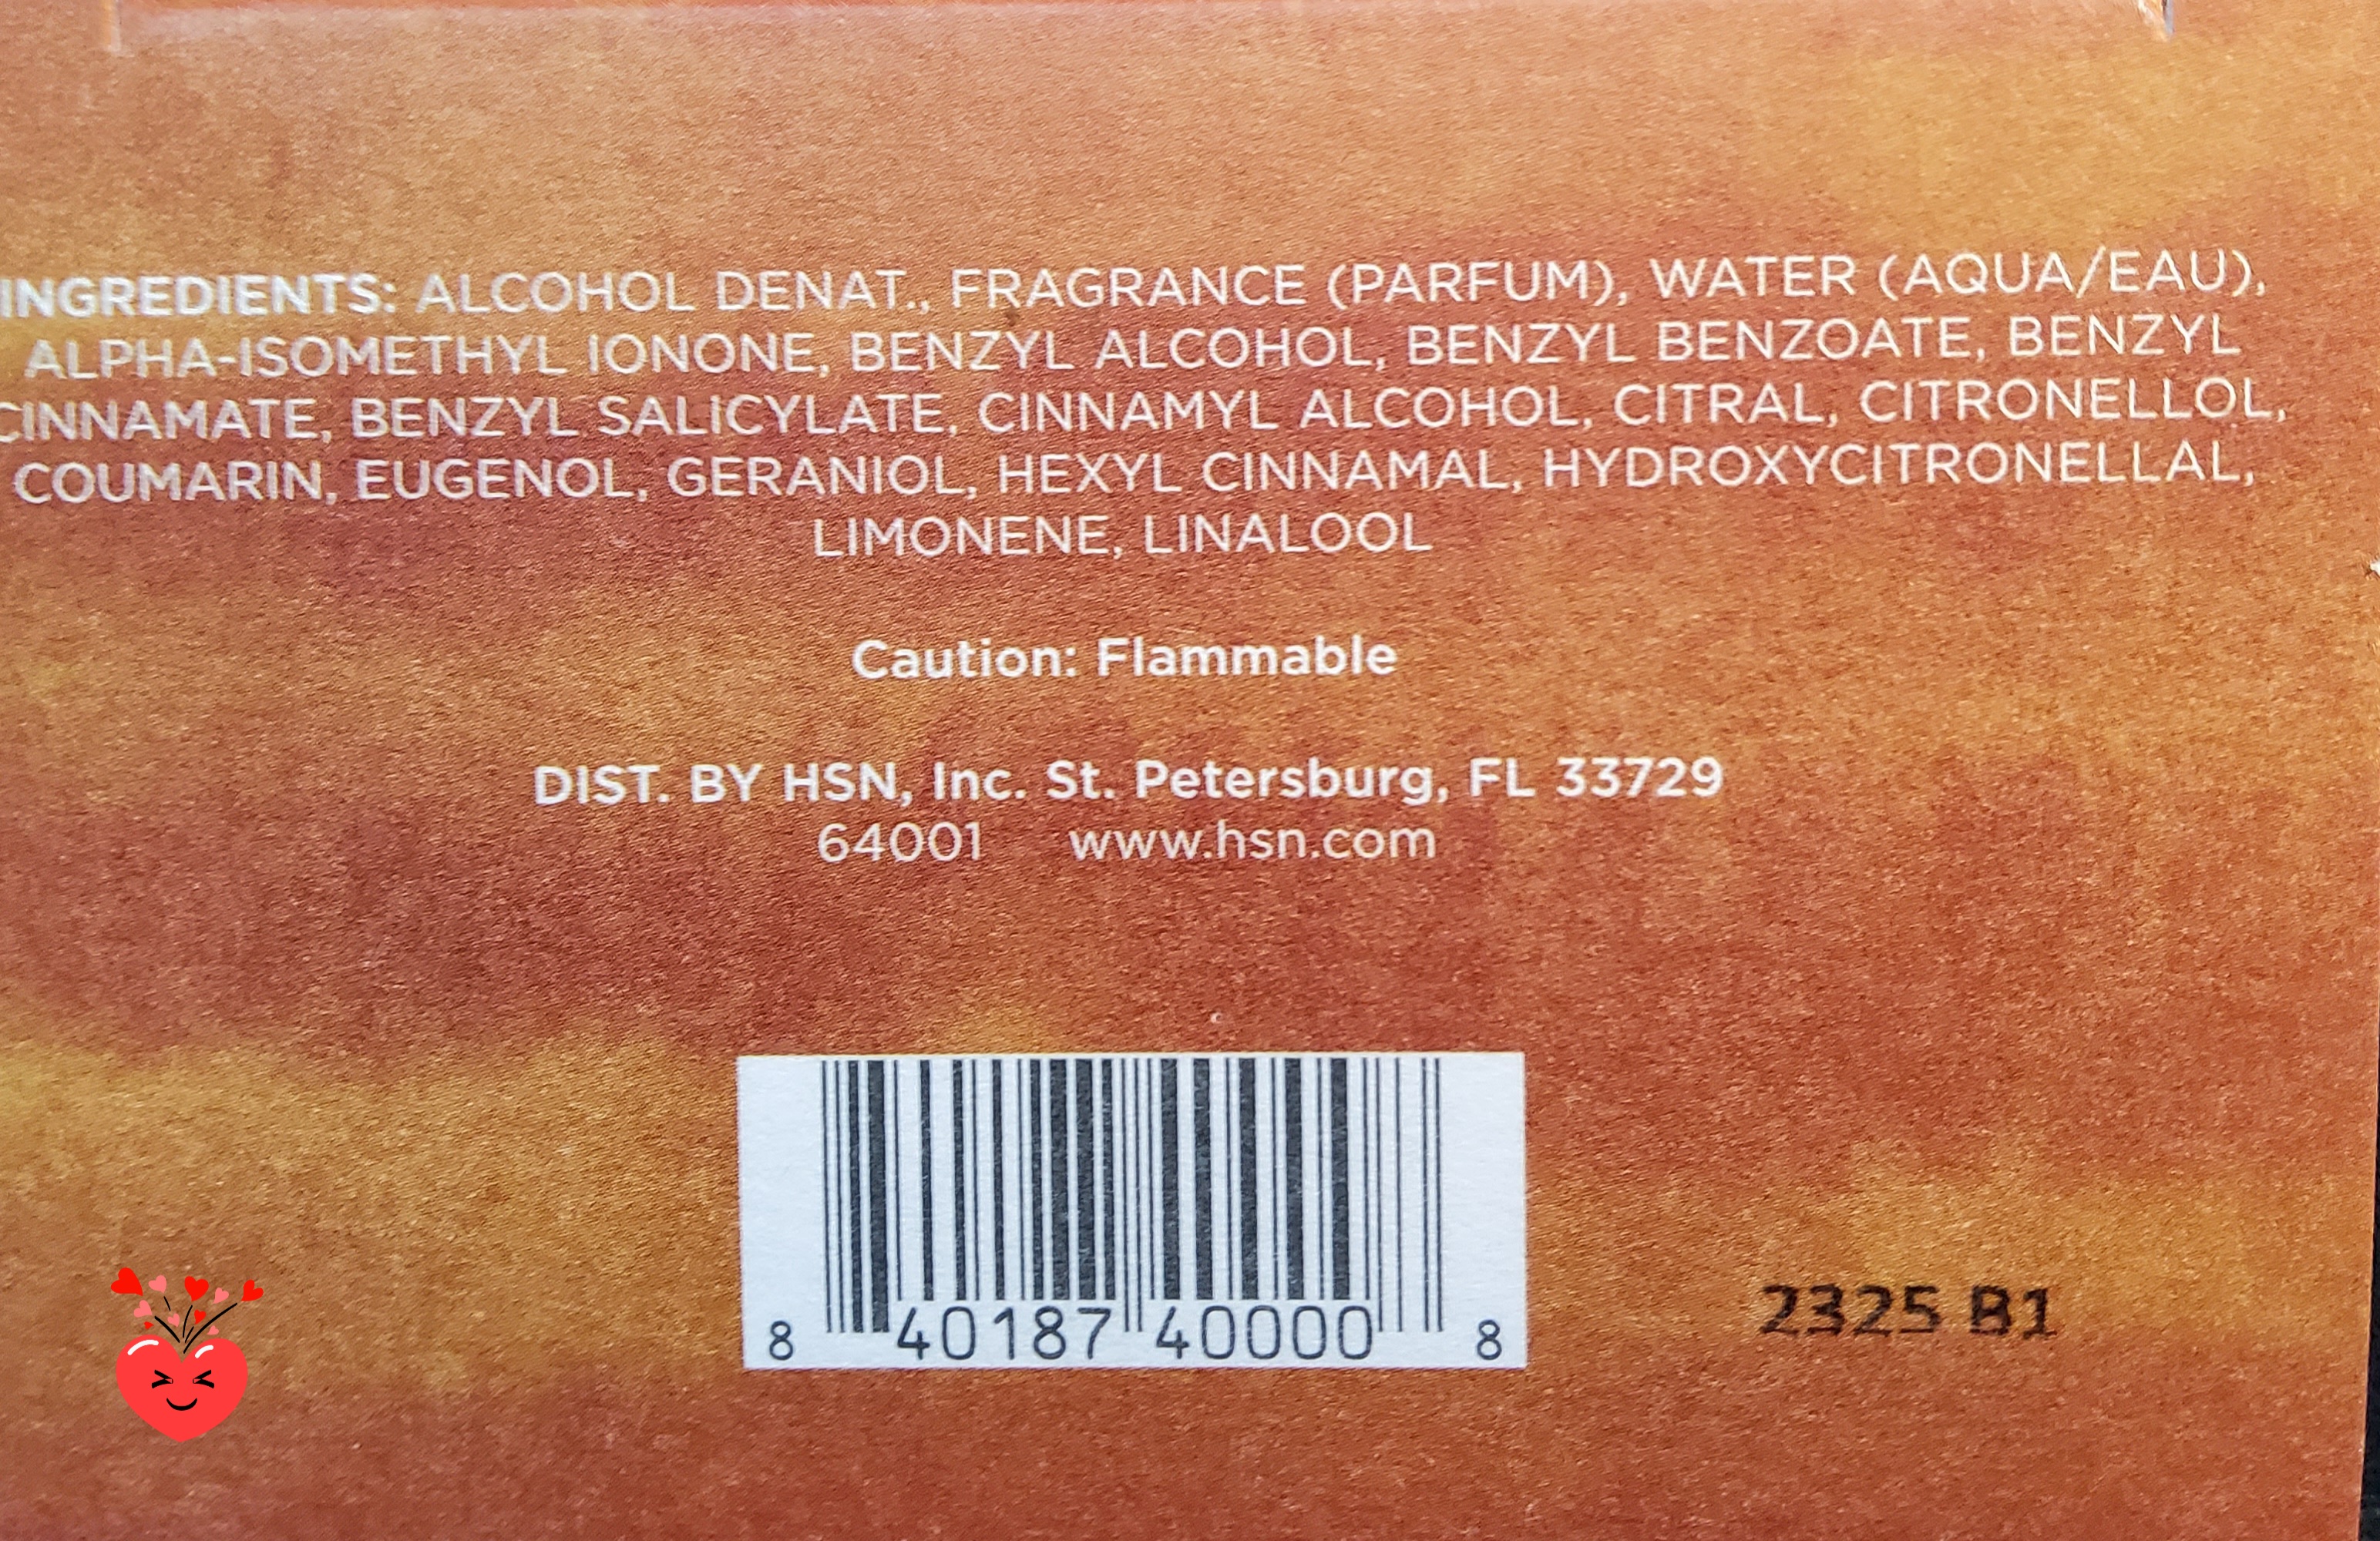 INGREDIENTS: ALCOHOL DENAT., FRAGRANCE (PARFUM), WATER (AQUA/EAU),
ALPHA-ISOMETHYL IONONE, BENZYL ALCOHOL, BENZYL BENZOATE, BENZYL
CINNAMATE, BENZYL SALICYLATE, CINNAMYL ALCOHOL, CITRAL, CITRONELLOL,
COUMARIN, EUGENOL, GERANIOL, HEXYL CINNAMAL, HYDROXYCITRONELLAL,
LIMONENE, LINALOOL
Caution: Flammable
DIST. BY HSN, Inc. St. Petersburg, FL 33729
64001 www.hsn.com
8 40187 40000 8
2325 B1